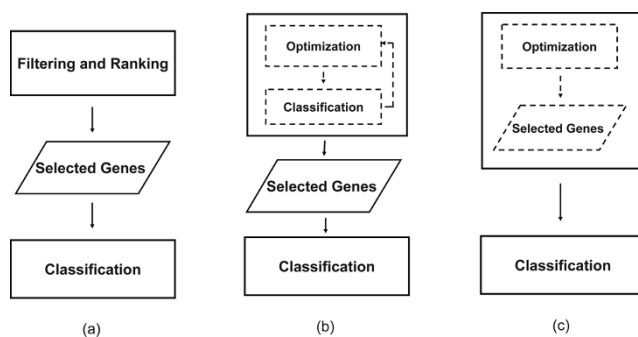 Filtering and Ranking
Selected Genes
Classification
(a)
Optimization
Classification
Selected Genes
Classification
(b)
Optimization
Selected Genes
Classification
(c)